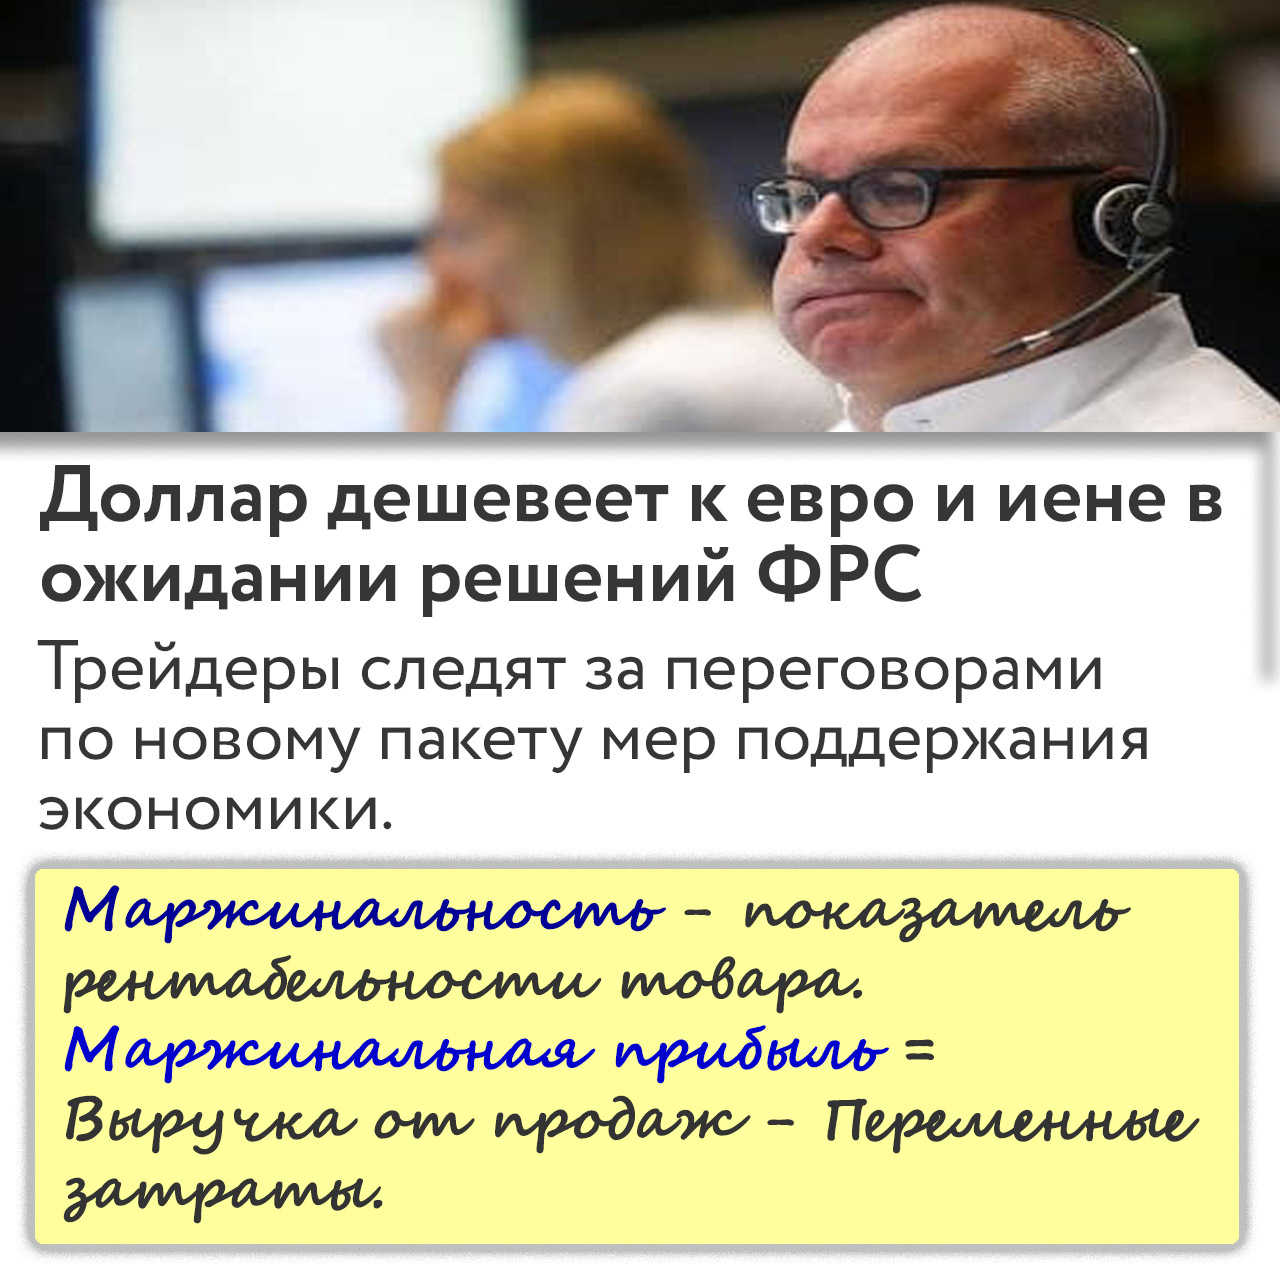 Доллар дешевеет к евро и иене в
ожидании решений ФРС
Трейдеры следят за переговорами
по новому пакету мер поддержания
экономики.
Маржинальность - показатель
рентабельности товара.
Маржинальная прибыль =
Выручка от продаж - Переменные
затраты.